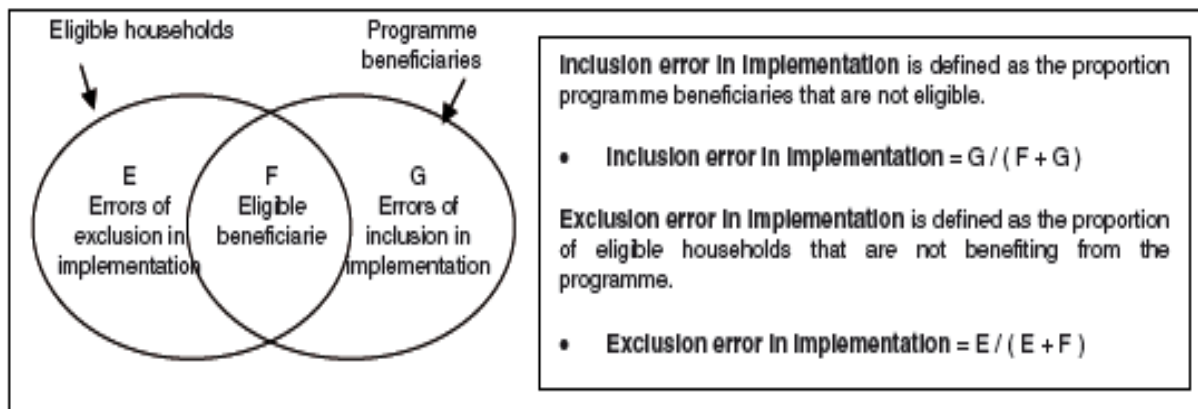 Eligible households
Programme
beneficiaries
E
Errors of
exclusion in
implementation
F
Eligible
beneficiarie
G
Errors of
inclusion in
implementation
Inclusion error in implementation is defined as the proportion
programme beneficiaries that are not eligible.
• Inclusion error in implementation = G / ( F + G )
Exclusion error in implementation is defined as the proportion
of eligible households that are not benefiting from the
programme.
• Exclusion error in implementation = E / ( E + F )